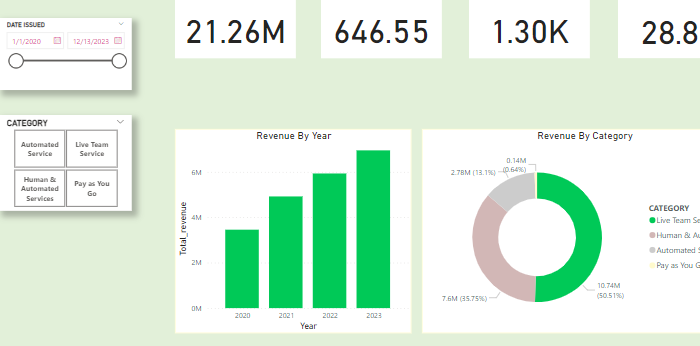 DATE ISSUED
1/1/2020
12/13/2023
CATEGORY
Automated
Service
Live Team
Service
Human &
Automated
Services
Pay as You
Go
21.26M
646.55
1.30K
28.8
Revenue By Year
Total_revenue
6M
4M
2M
0M
2020
2021
2022
2023
Year
Revenue By Category
0.14M
(0.64%)
2.78M (13.1%)
7.6M (35.75%)
10.74M
(50.51%)
CATEGORY
Live Team Se
Human & Au
Automated S
Pay as You G